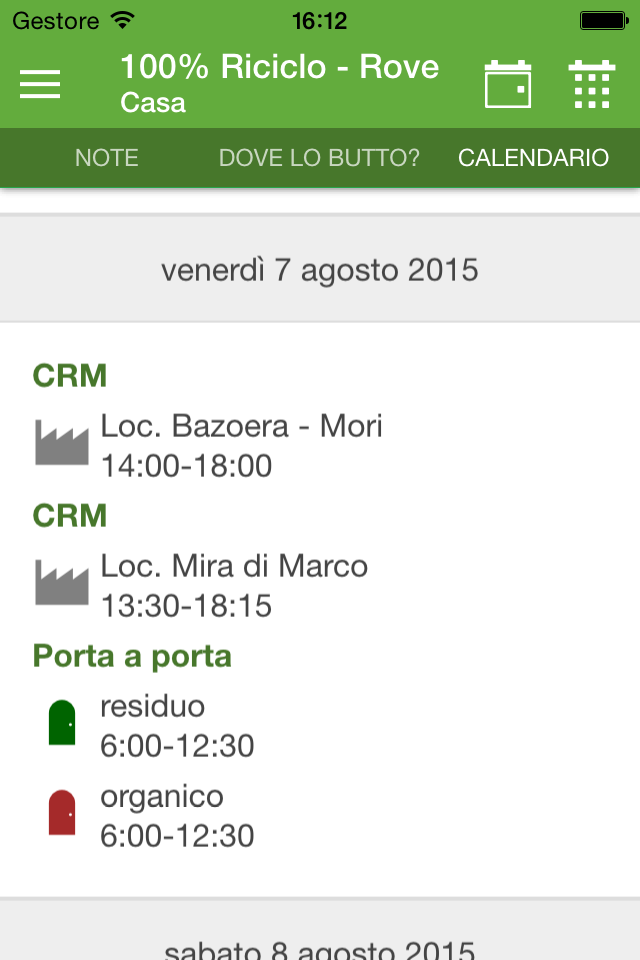 Gestore 16:12
100% Riciclo - Rove
Casa
NOTE DOVE LO BUTTO? CALENDARIO
venerdì 7 agosto 2015
CRM
Loc. Bazoera - Mori
14:00-18:00
CRM
Loc. Mira di Marco
13:30-18:15
Porta a porta
residuo
6:00-12:30
organico
6:00-12:30
sabato 8 agosto 2015